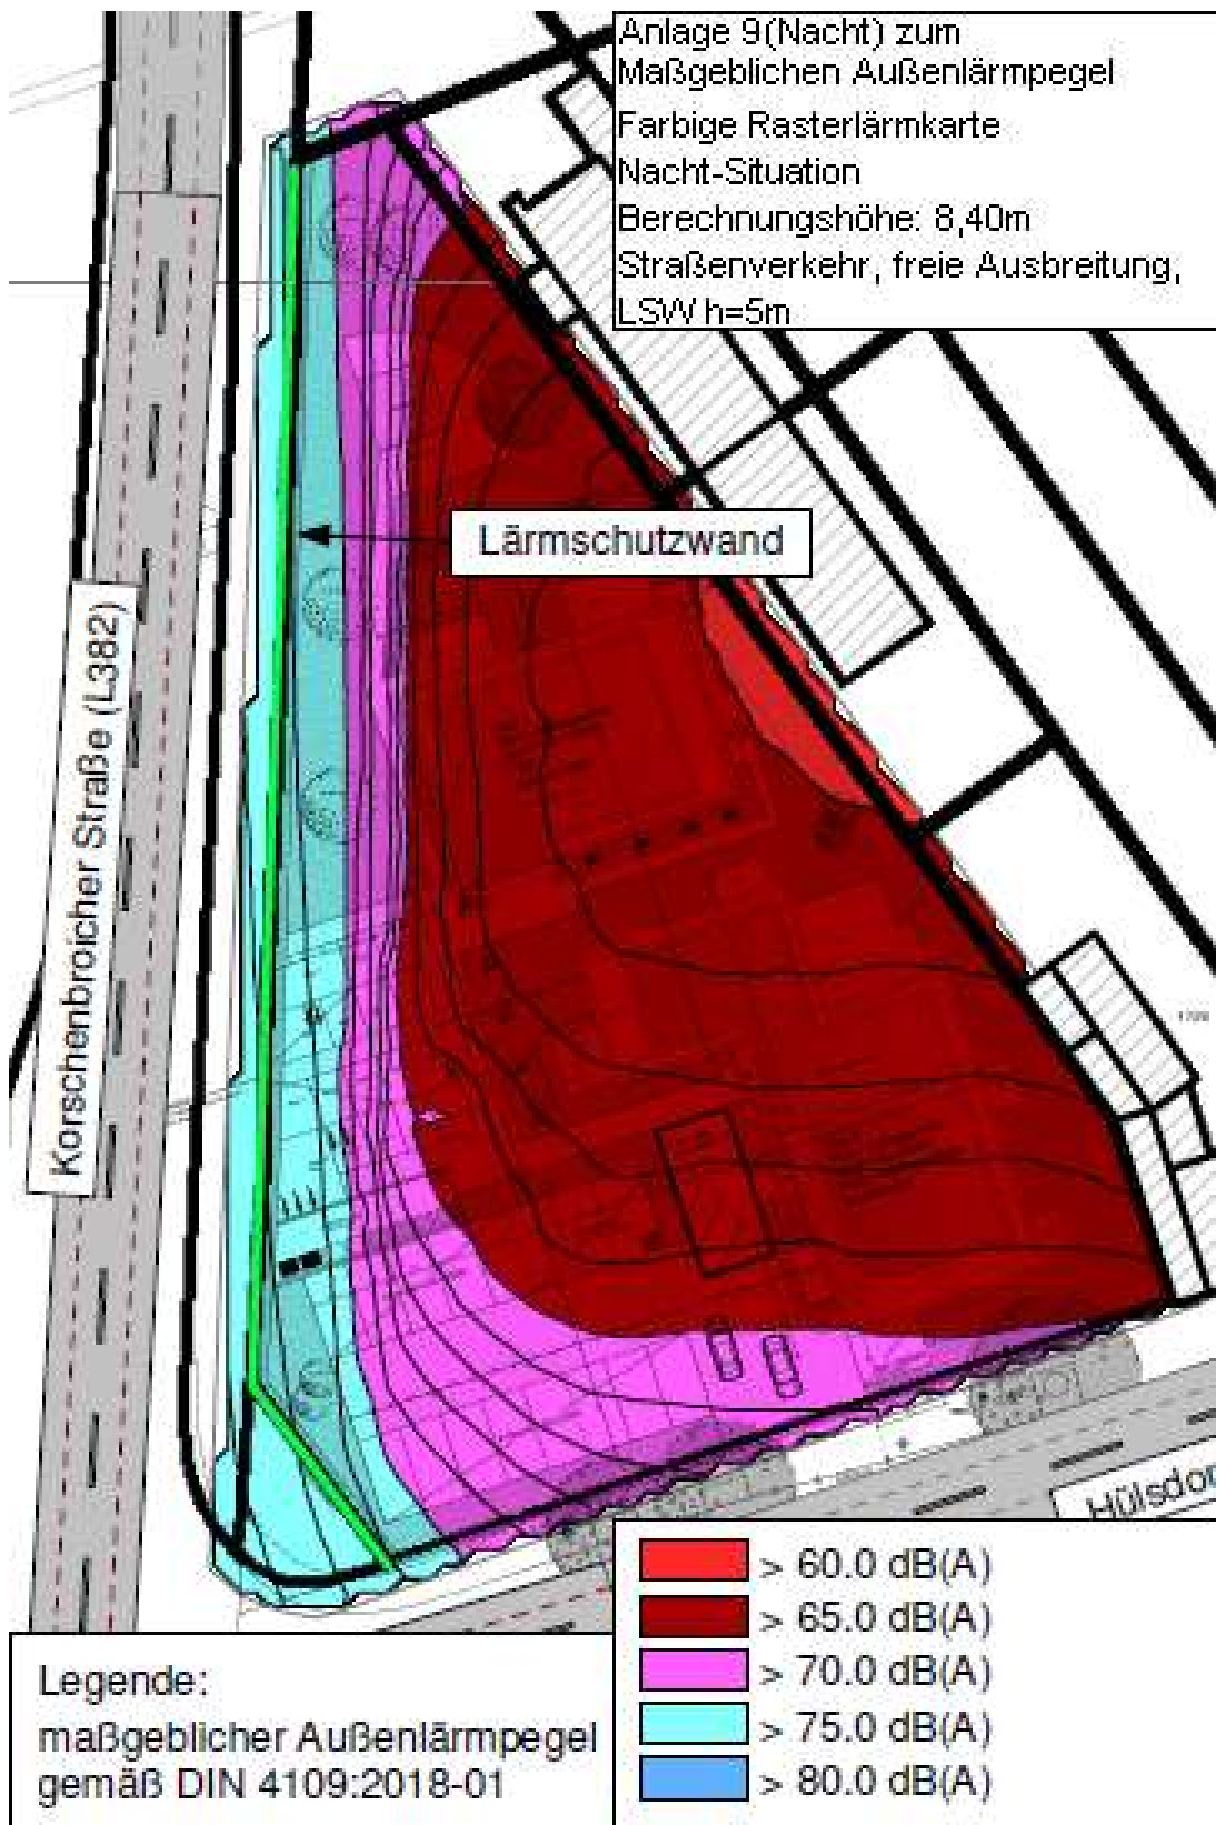 Anlage 9(Nacht) zum
Maßgeblichen Außenlärmpegel
Farbige Rasterlärmkarte
Nacht-Situation
Berechnungshöhe: 8,40m
Straßenverkehr, freie Ausbreitung,
LSW h=5m
Lärmschutzwand
Korschenbroicher Straße (L382)
Hülsdor
> 60.0 dB(A)
> 65.0 dB(A)
> 70.0 dB(A)
> 75.0 dB(A)
> 80.0 dB(A)
Legende:
maßgeblicher Außenlärmpegel
gemäß DIN 4109:2018-01